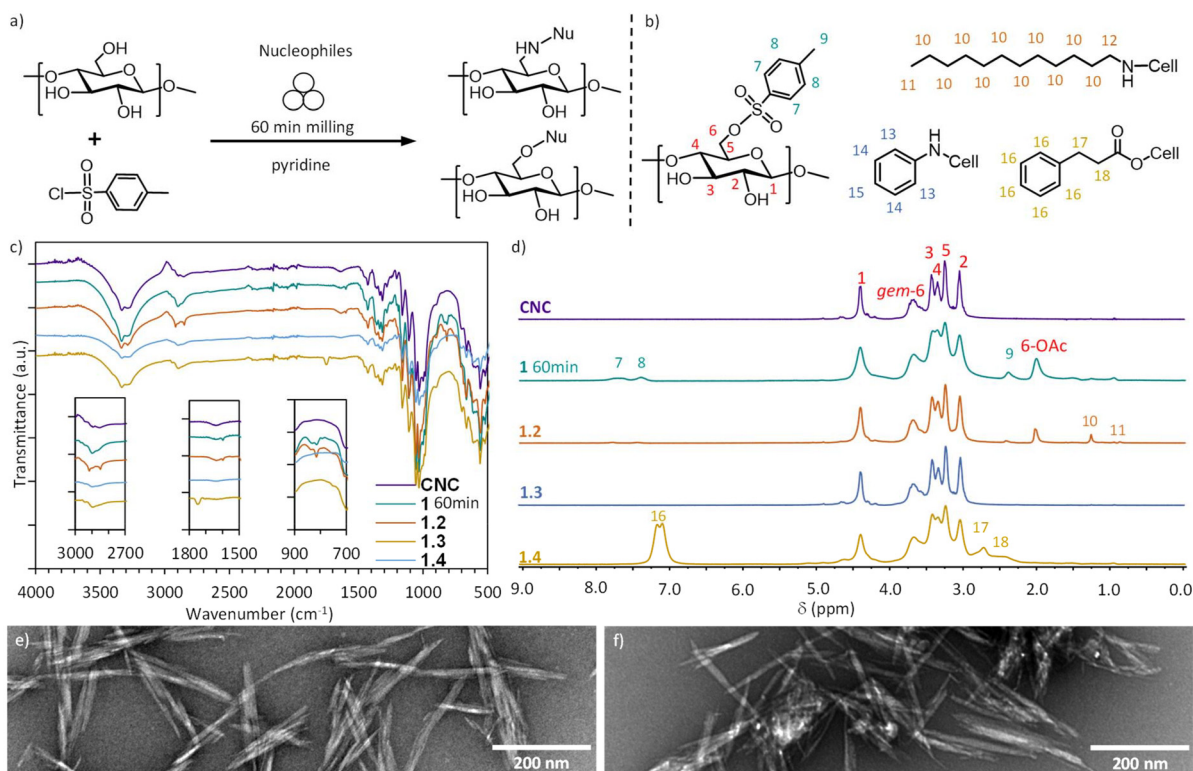 a)
OH
O
O
HO
OH
O
+
Cl
S
O
O
Nucleophiles
60 min milling
pyridine
HN
Nu
O
O
HO
OH
O
O
Nu
O
O
HO
OH
O
b)
8
9
7
8
7
O
S
O
6
O
4
5
O
O
HO
3
2
OH
1
O
10 10 10 10 10 12
11 10 10 10 10 10
N
H
Cell
13
H
N
Cell
14
15
14
13
16
17
O
O
Cell
16
18
16
16
16
c)
Transmittance (a.u.)
CNC
1 60min
1.2
1.3
1.4
3000 2700
1800 1500
900 700
4000 3500 3000 2500 2000 1500 1000 500
Wavenumber (cm⁻¹)
d)
1
gem-6
3
4
5
2
CNC
7 8
9
6-OAc
1 60min
10
11
1.2
1.3
16
17
18
1.4
9.0 8.0 7.0 6.0 5.0 4.0 3.0 2.0 1.0 0.0
δ (ppm)
e)
200 nm
f)
200 nm